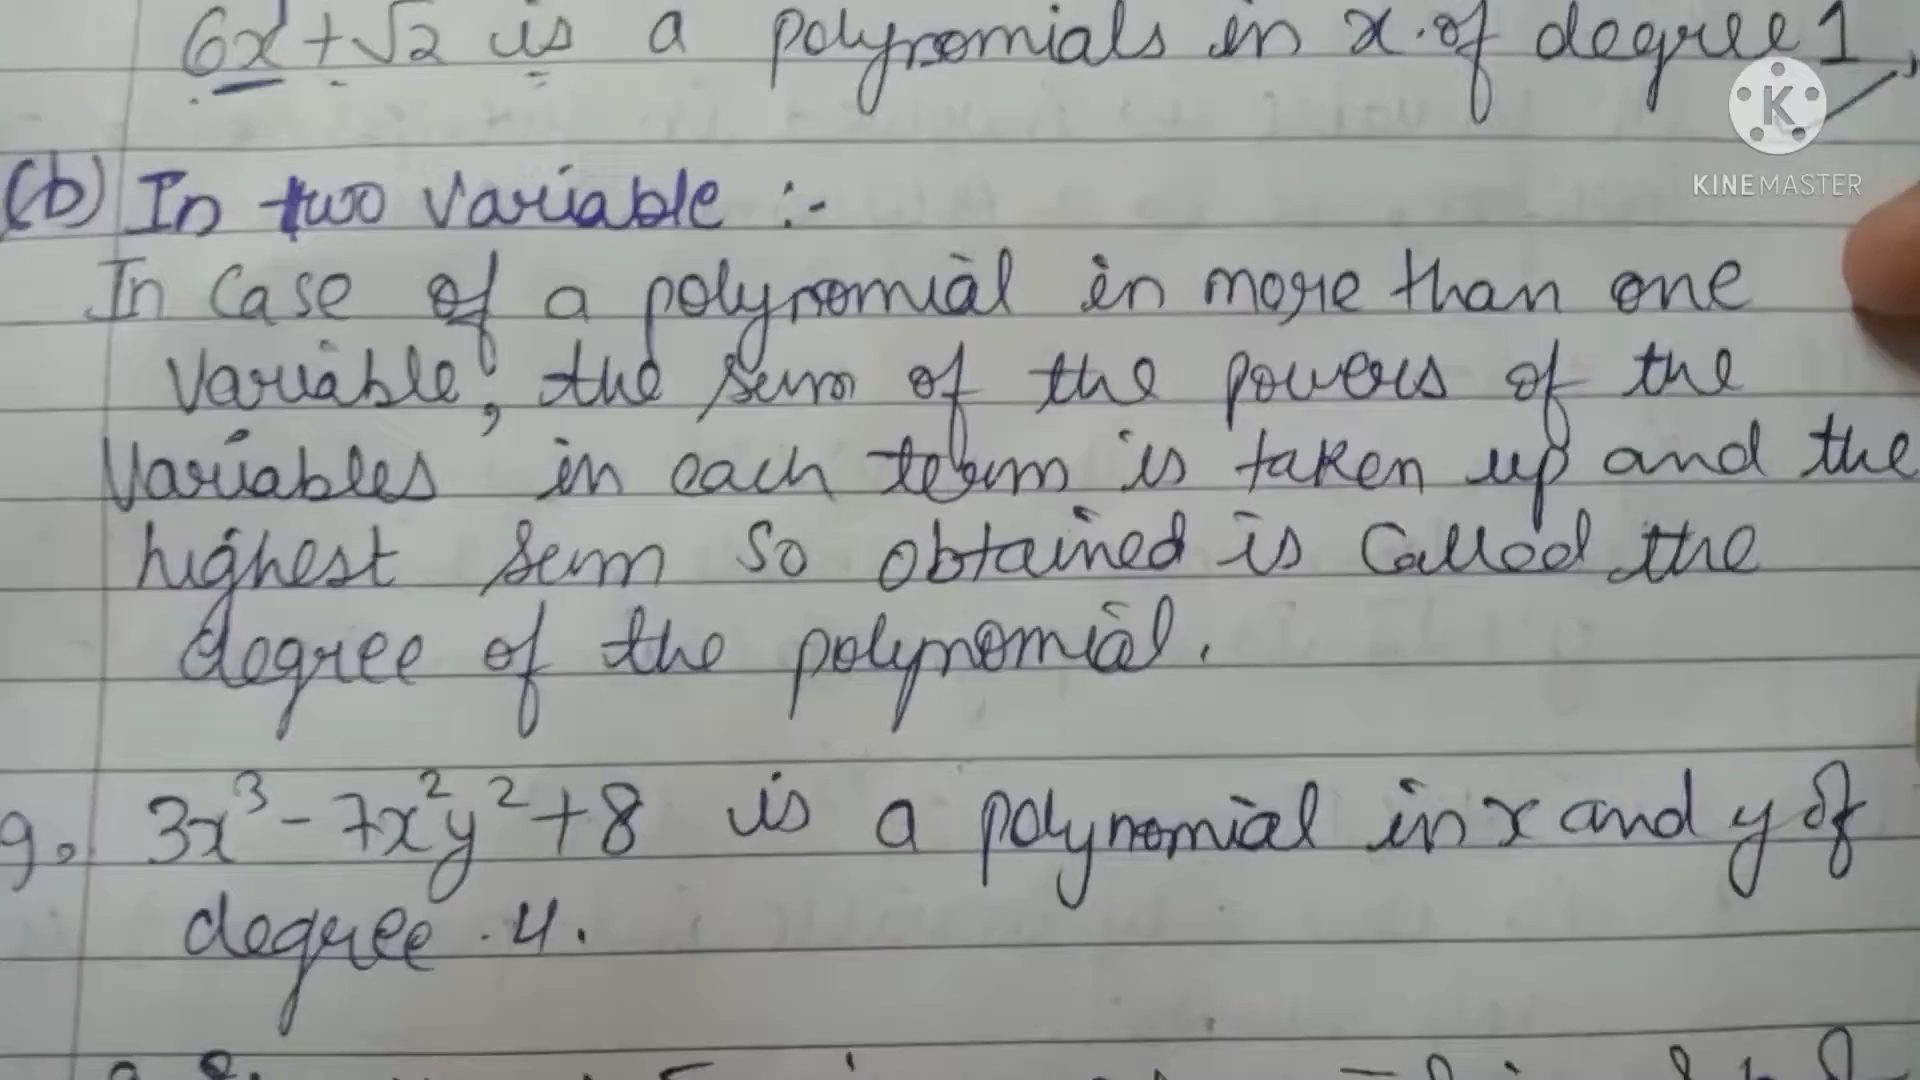 6x+√2 is a polynomials in x. of degree 1,
K
KINEMASTER
(b) In two variable :-
In case of a polynomial in more than one
variable, the sum of the powers of the
variables in each term is taken up and the
highest sum so obtained is called the
degree of the polynomial.
g. 3x³-7x²y²+8 is a polynomial in x and y of
degree 4.